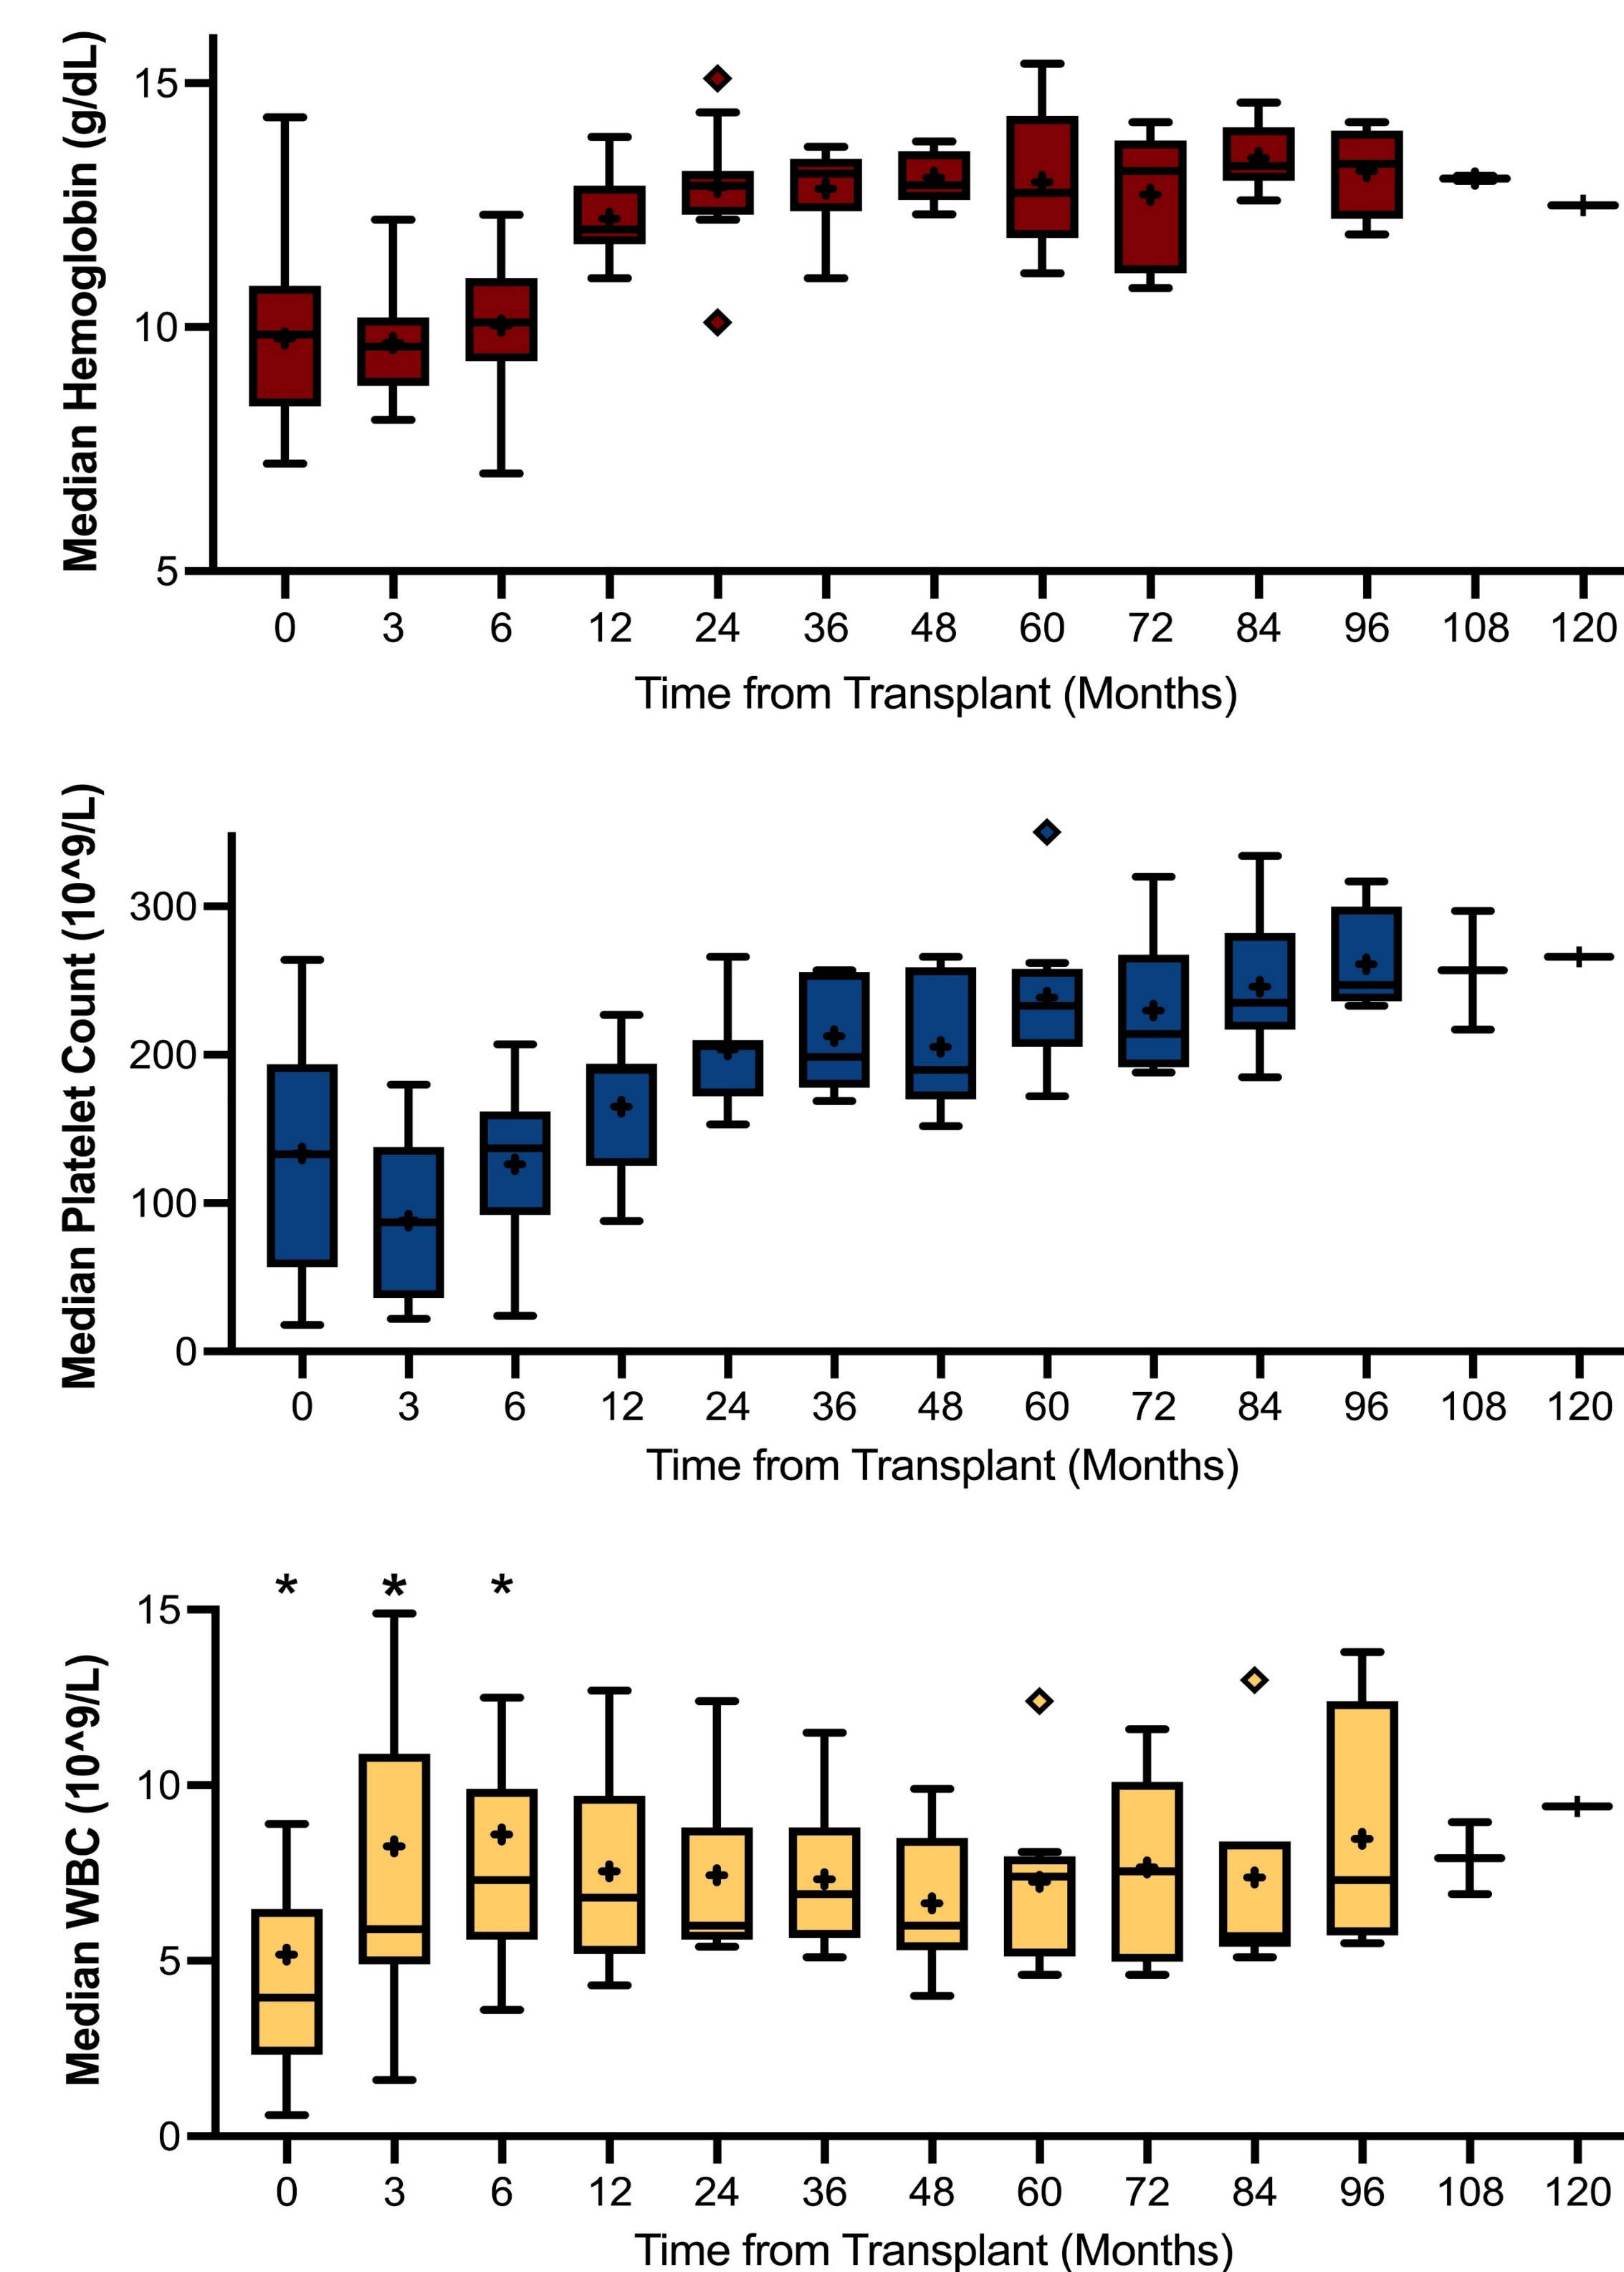 Median Hemoglobin (g/dL)
15
10
5
0 3 6 12 24 36 48 60 72 84 96 108 120
Time from Transplant (Months)
Median Platelet Count (10^9/L)
300
200
100
0
0 3 6 12 24 36 48 60 72 84 96 108 120
Time from Transplant (Months)
Median WBC (10^9/L)
* * *
15
10
5
0
0 3 6 12 24 36 48 60 72 84 96 108 120
Time from Transplant (Months)